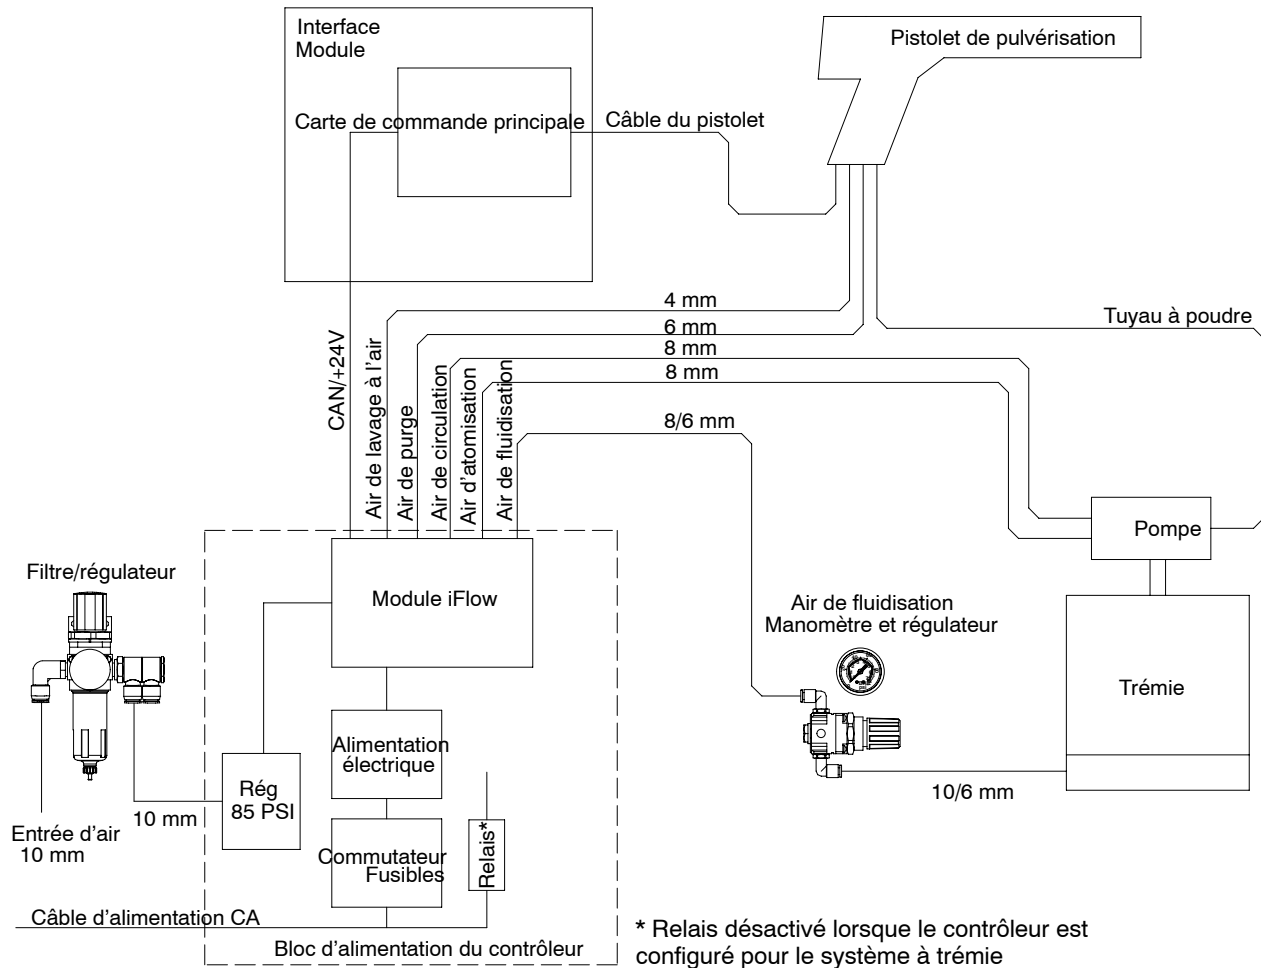 Interface
Module
Pistolet de pulvérisation
Carte de commande principale
Câble du pistolet
4 mm
6 mm
8 mm
8 mm
8/6 mm
Tuyau à poudre
CAN/+24V
Air de lavage à l'air
Air de purge
Air de circulation
Air d'atomisation
Air de fluidisation
Filtre/régulateur
Module iFlow
Pompe
Air de fluidisation
Manomètre et régulateur
Trémie
Alimentation
électrique
Rég
85 PSI
10 mm
Entrée d'air
10 mm
10/6 mm
Commutateur
Fusibles
Relais*
Câble d'alimentation CA
Bloc d'alimentation du contrôleur
* Relais désactivé lorsque le contrôleur est
configuré pour le système à trémie